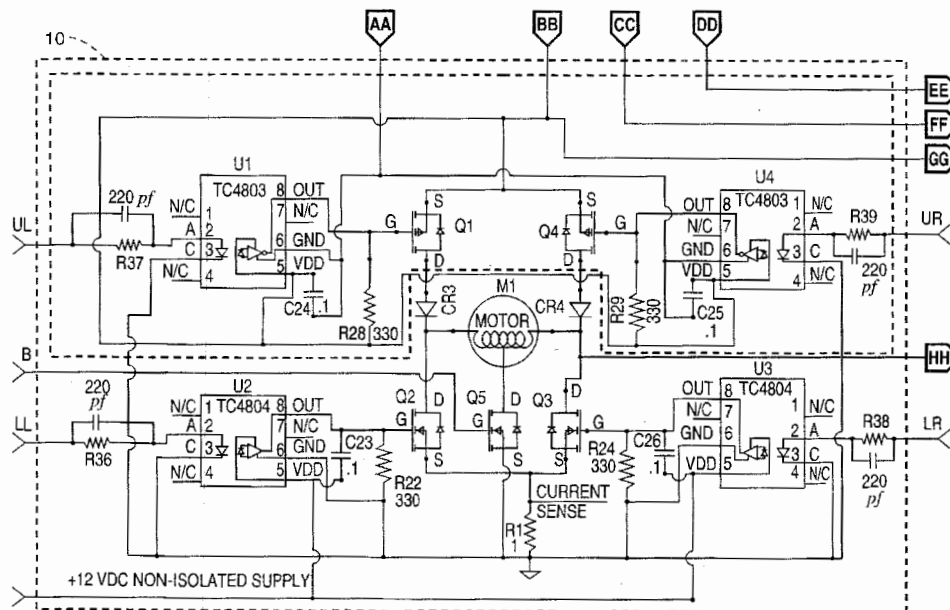 AA
BB
CC
DD
10
EE
FF
GG
U1
U4
220 pf
TC4803
8 OUT
7 N/C
6 GND
5 VDD
N/C 1
A 2
C 3
N/C 4
UL
R37
C24 .1
R28 330
S
G
Q1
D
CR3
S
Q4
G
D
CR4
M1
MOTOR
R29 330
OUT 8
N/C 7
GND 6
VDD 5
TC4803
1 N/C
2 A
3 C
4 N/C
R39
220 pf
UR
C25 .1
HH
B
U2
U3
220 pf
TC4804
8 OUT
7 N/C
6 GND
5 VDD
N/C 1
A 2
C 3
N/C 4
LL
R36
C23 .1
R22 330
Q2
D
G
S
Q5
D
G
S
Q3
D
G
S
R24 330
C26 .1
OUT 8
N/C 7
GND 6
VDD 5
TC4804
1 N/C
2 A
3 C
4 N/C
R38
220 pf
LR
CURRENT
SENSE
R1 1
+12 VDC NON-ISOLATED SUPPLY